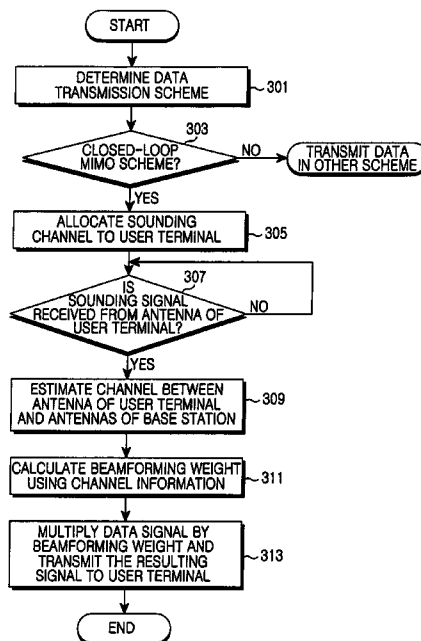 START
DETERMINE DATA
TRANSMISSION SCHEME
301
303
CLOSED-LOOP
MIMO SCHEME?
NO
TRANSMIT DATA
IN OTHER SCHEME
YES
ALLOCATE SOUNDING
CHANNEL TO USER TERMINAL
305
307
IS
SOUNDING SIGNAL
RECEIVED FROM ANTENNA OF
USER TERMINAL?
NO
YES
ESTIMATE CHANNEL BETWEEN
ANTENNA OF USER TERMINAL
AND ANTENNAS OF BASE STATION
309
CALCULATE BEAMFORMING WEIGHT
USING CHANNEL INFORMATION
311
MULTIPLY DATA SIGNAL BY
BEAMFORMING WEIGHT AND
TRANSMIT THE RESULTING
SIGNAL TO USER TERMINAL
313
END